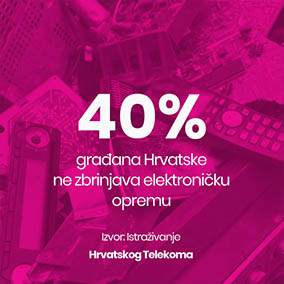 40%
građana Hrvatske
ne zbrinjava elektroničku
opremu
Izvor: Istraživanje
Hrvatskog Telekoma